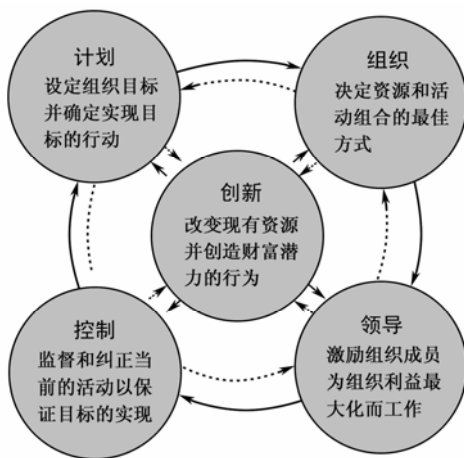 计划
设定组织目标
并确定实现目
标的行动
组织
决定资源和活
动组合的最佳
方式
创新
改变现有资源
并创造财富潜
力的行为
控制
监督和纠正当
前的活动以保
证目标的实现
领导
激励组织成员
为组织利益最
大化而工作